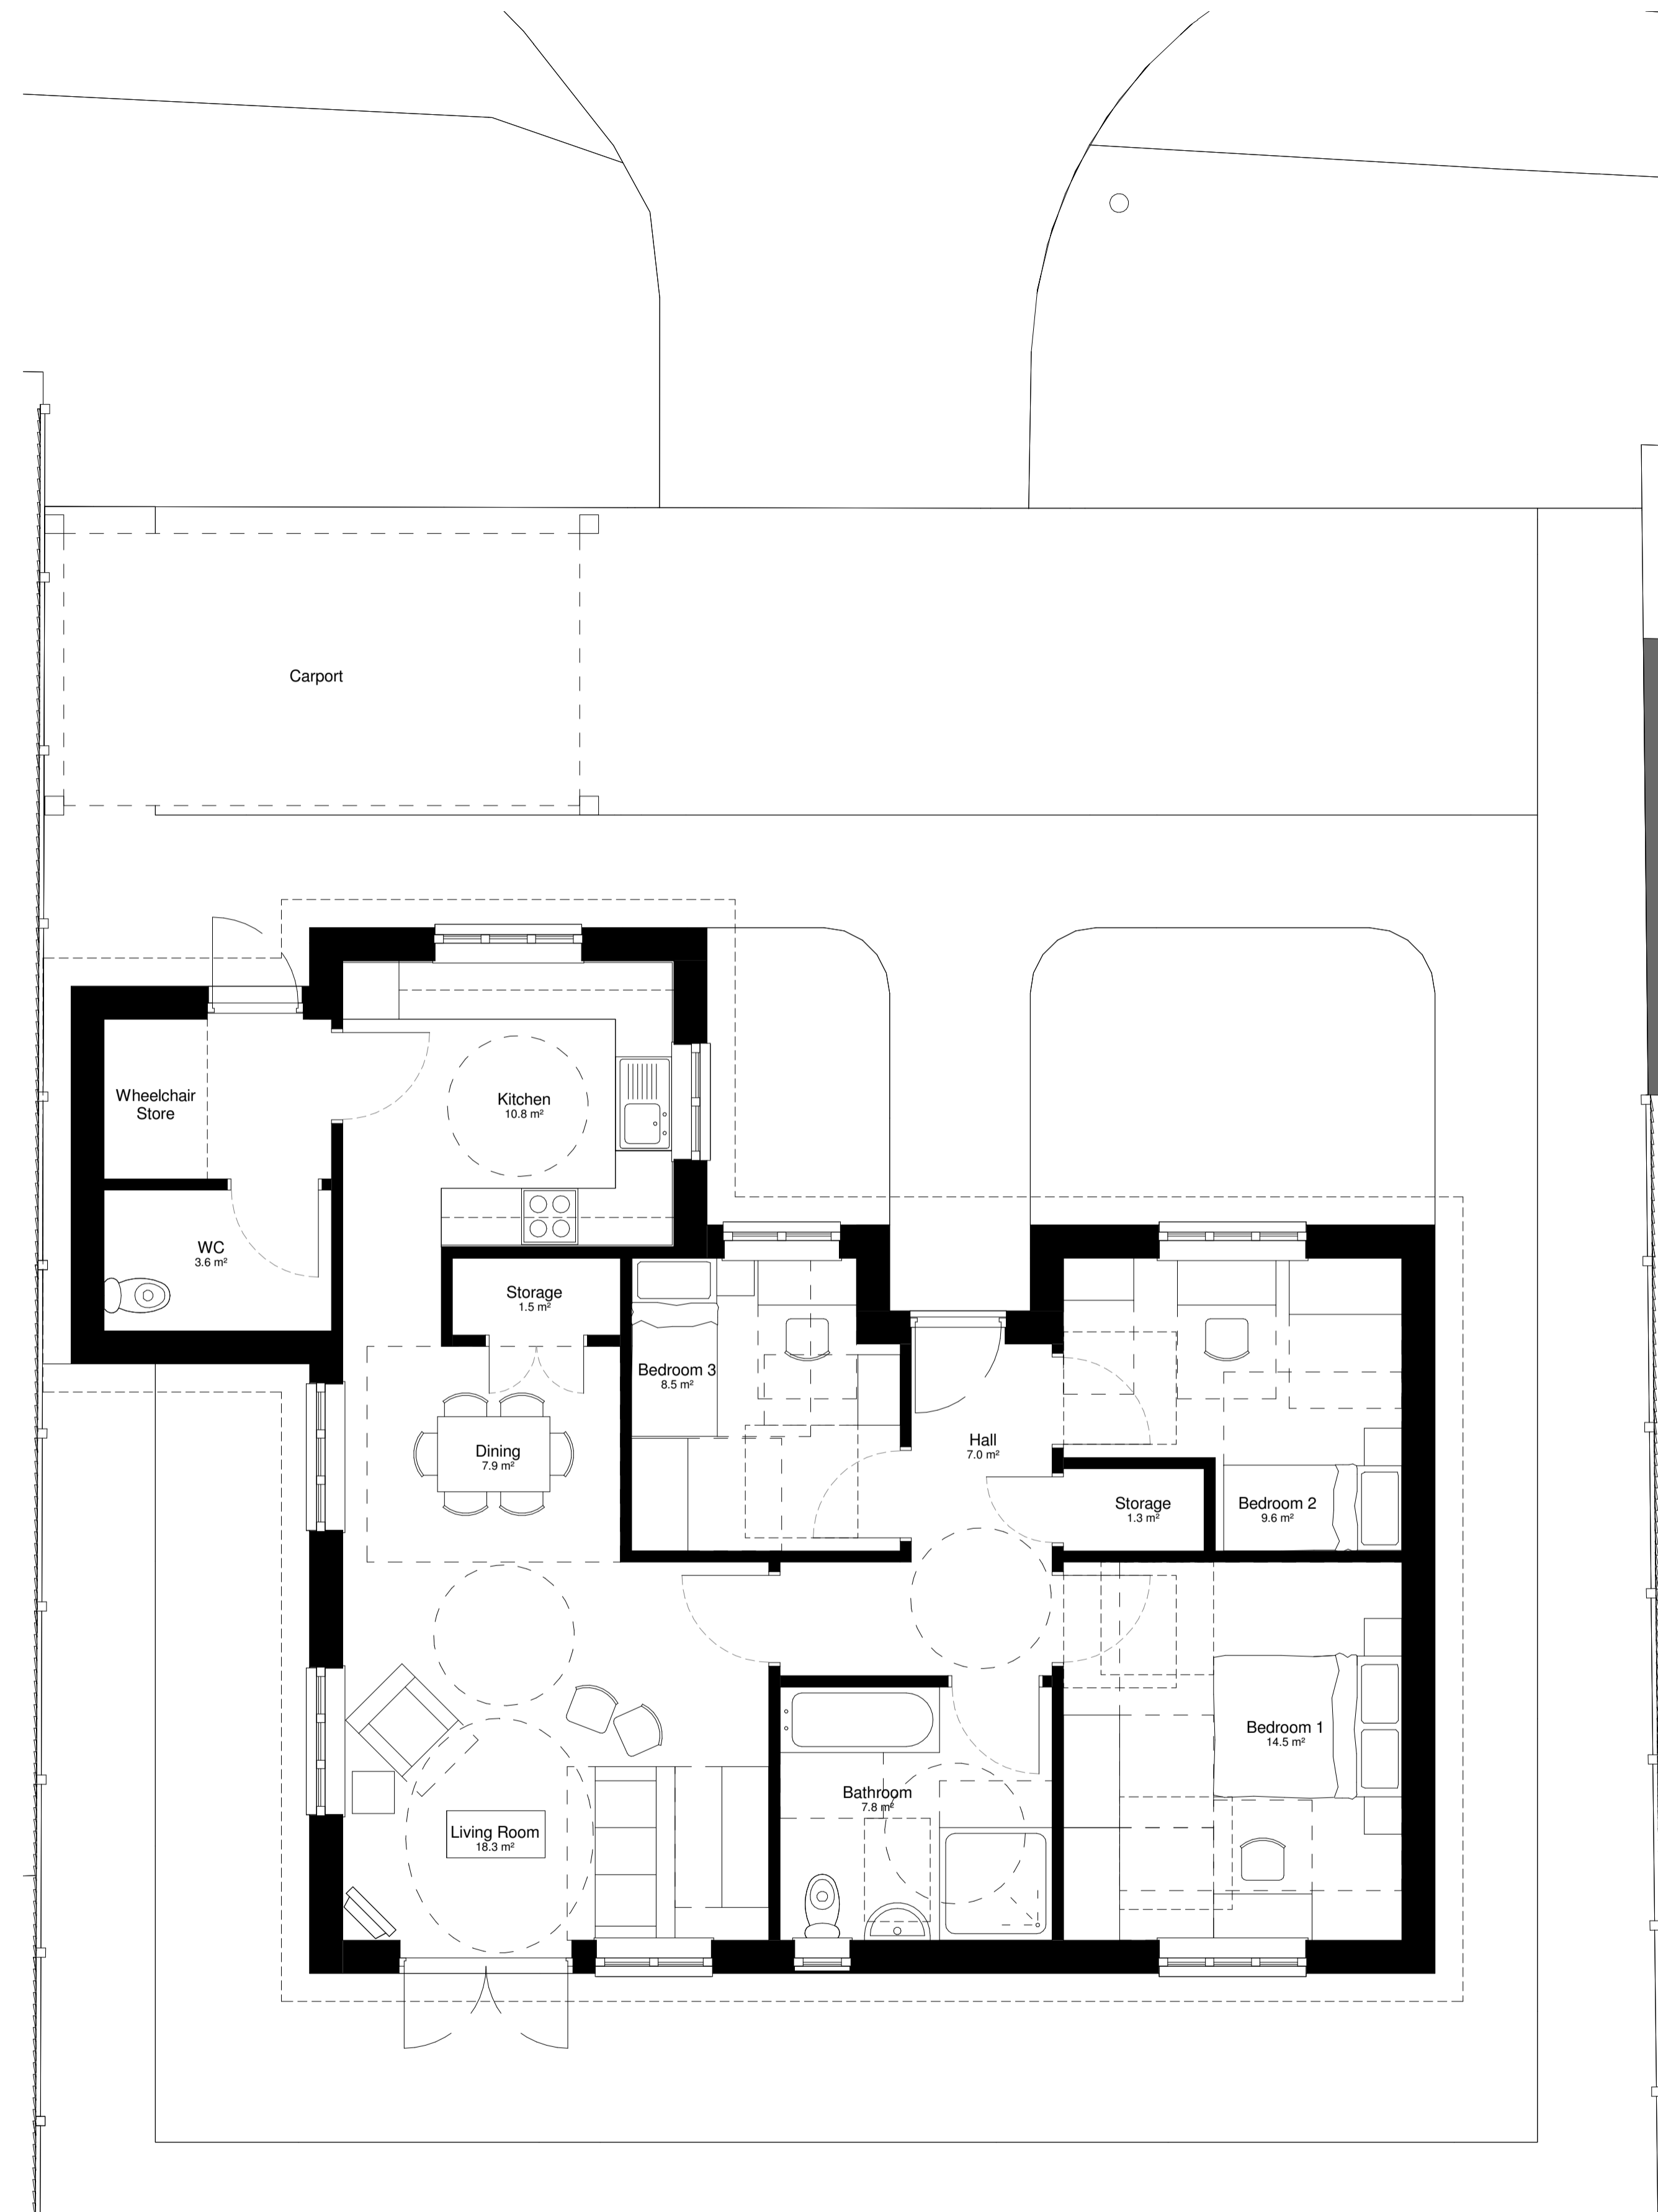 Carport
Wheelchair
Store
Kitchen
10.8 m²
WC
3.6 m²
Storage
1.5 m²
Bedroom 3
8.5 m²
Dining
7.9 m²
Hall
7.0 m²
Storage
1.3 m²
Bedroom 2
9.6 m²
Bedroom 1
14.5 m²
Bathroom
7.8 m²
Living Room
18.3 m²